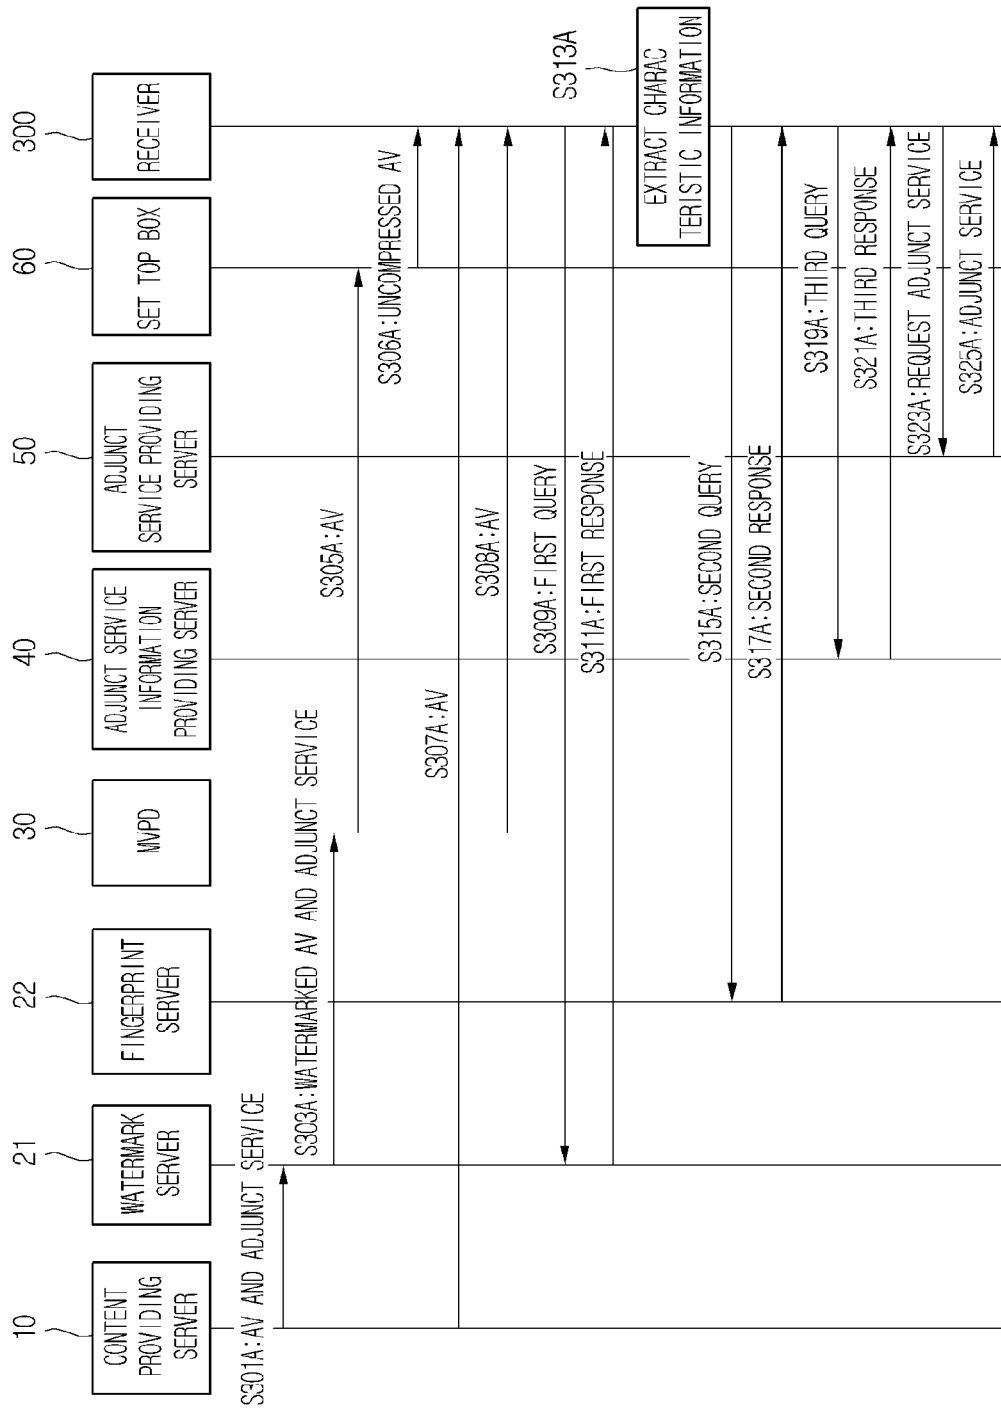 10
21
22
30
40
50
60
300
CONTENT
PROVIDING
SERVER
WATERMARK
SERVER
FINGERPRINT
SERVER
MVPD
ADJUNCT SERVICE
INFORMATION
PROVIDING SERVER
ADJUNCT
SERVICE PROVIDING
SERVER
SET TOP BOX
RECEIVER
S301A:AV AND ADJUNCT SERVICE
S303A:WATERMARKED AV AND ADJUNCT SERVICE
S305A:AV
S306A:UNCOMPRESSED AV
S307A:AV
S308A:AV
S309A:FIRST QUERY
S311A:FIRST RESPONSE
S313A
EXTRACT CHARAC
TERISTIC INFORMATION
S315A:SECOND QUERY
S317A:SECOND RESPONSE
S319A:THIRD QUERY
S321A:THIRD RESPONSE
S323A:REQUEST ADJUNCT SERVICE
S325A:ADJUNCT SERVICE